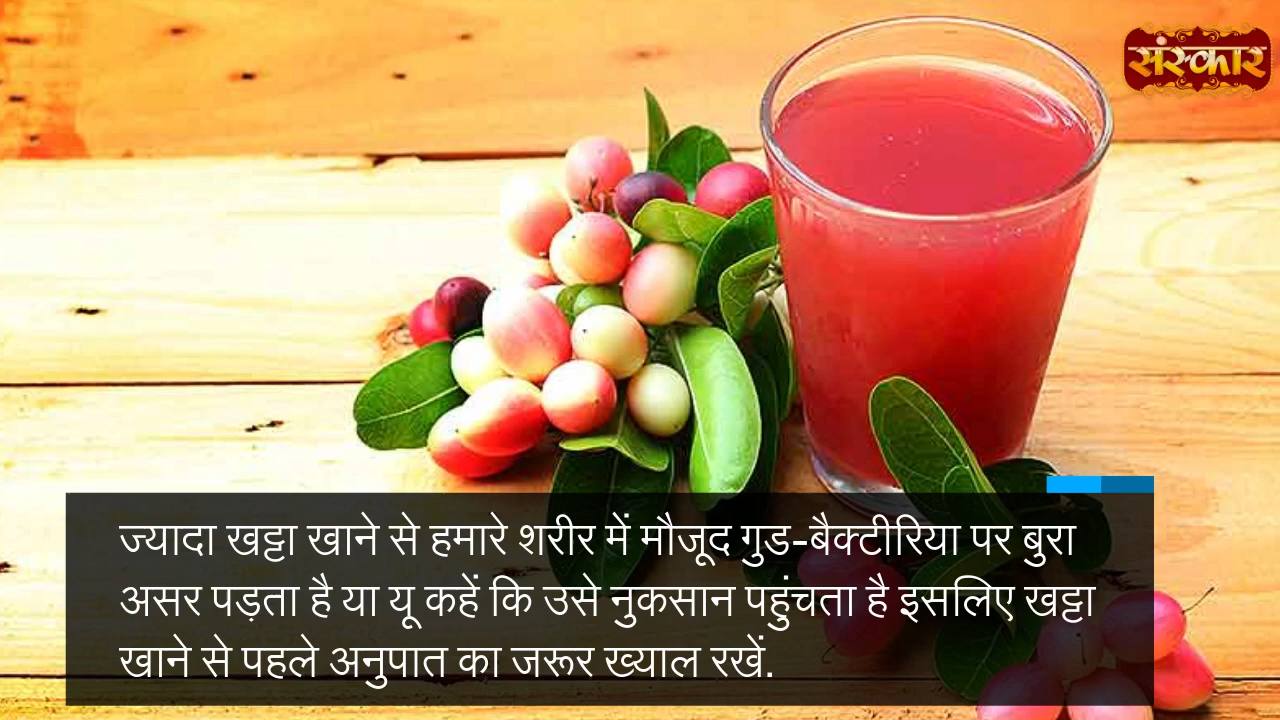 संस्कार
ज्यादा खट्टा खाने से हमारे शरीर में मौजूद गुड-बैक्टीरिया पर बुरा
असर पड़ता है या यू कहें कि उसे नुकसान पहुंचता है इसलिए खट्टा
खाने से पहले अनुपात का जरूर ख्याल रखें.